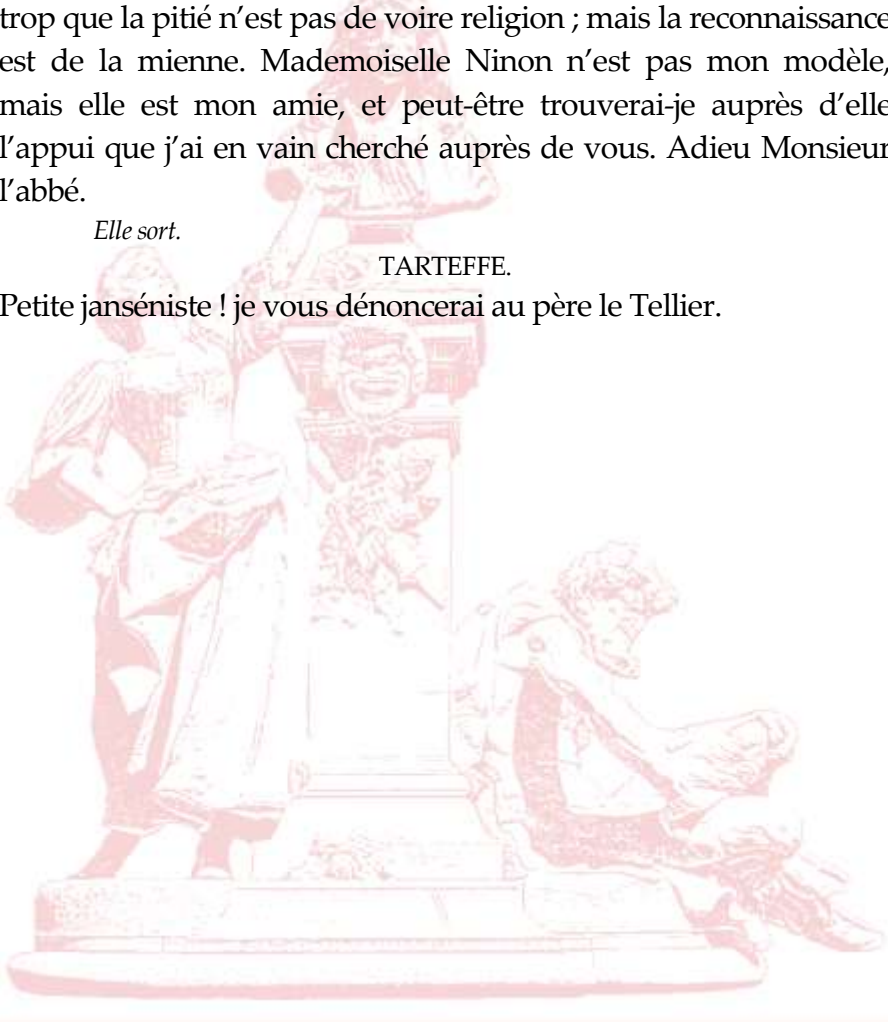 trop que la pitié n’est pas de voire religion ; mais la reconnaissance
est de la mienne. Mademoiselle Ninon n’est pas mon modèle,
mais elle est mon amie, et peut-être trouverai-je auprès d’elle
l’appui que j’ai en vain cherché auprès de vous. Adieu Monsieur
l’abbé.
Elle sort.
TARTEFFE.
Petite janséniste ! je vous dénoncerai au père le Tellier.